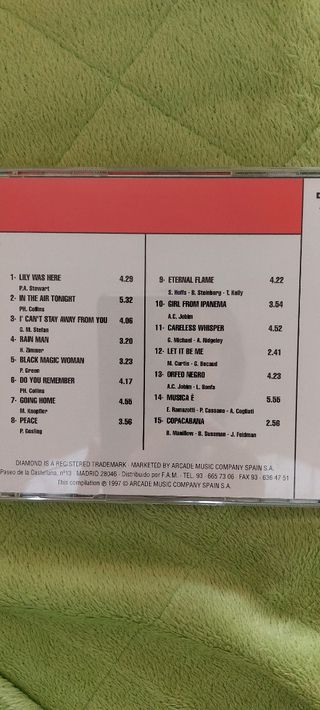 1- LILY WAS HERE 4.29
P.A. Stewart
2- IN THE AIR TONIGHT 5.32
PH. Collins
3- I' CAN'T STAY AWAY FROM YOU 4.06
G. M. Stefan
4- RAIN MAN 3.20
H. Zimmer
5- BLACK MAGIC WOMAN 3.23
P. Green
6- DO YOU REMEMBER 4.17
PH. Collins
7- GOING HOME 4.55
M. Knopfler
8- PEACE 3.56
P. Gosling
9- ETERNAL FLAME 4.22
S. Hoffs - B. Steinberg - T. Kelly
10- GIRL FROM IPANEMA 3.54
A.C. Jobim
11- CARELESS WHISPER 4.52
G. Michael - A. Ridgeley
12- LET IT BE ME 2.41
M. Curtis - G. Becaud
13- ORFEO NEGRO 4.23
A.C. Jobim - L. Bonfa
14- MUSICA É 5.55
E. Ramazotti - P. Cassano - A. Cogliati
15- COPACABANA 2.56
B. Manillow - B. Sussman - J. Feldman
DIAMOND IS A REGISTERED TRADEMARK · MARKETED BY ARCADE MUSIC COMPANY SPAIN S.A.
Paseo de la Castellana, nº13 · MADRID 28046 · Distribuido por F.A.M. · TEL. 93 · 665 73 06 · FAX 93 · 636 47 51
This compilation ℗ 1997 © ARCADE MUSIC COMPANY SPAIN S.A.